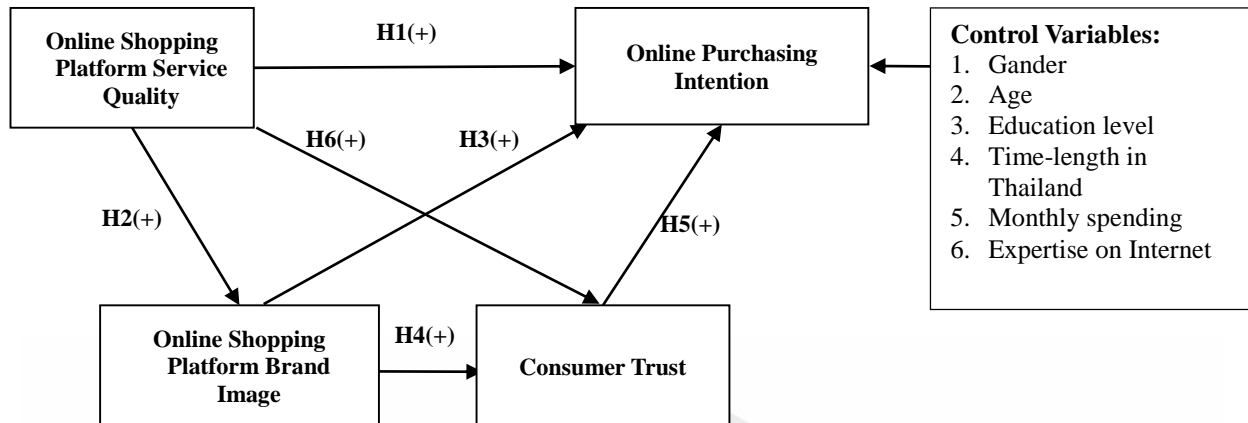 Online Shopping
Platform Service
Quality
H1(+)
Online Purchasing
Intention
Control Variables:
1. Gander
2. Age
3. Education level
4. Time-length in
Thailand
5. Monthly spending
6. Expertise on Internet
H6(+)
H3(+)
H2(+)
H5(+)
Online Shopping
Platform Brand
Image
H4(+)
Consumer Trust